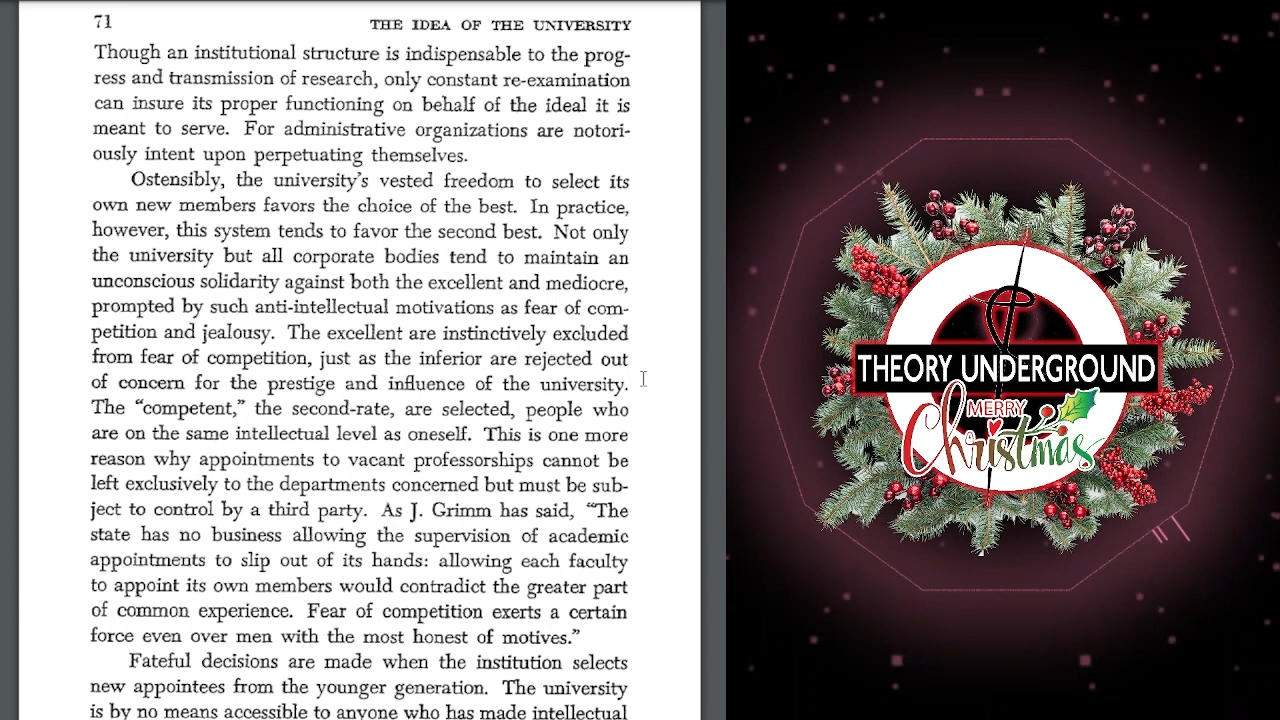 71
THE IDEA OF THE UNIVERSITY
Though an institutional structure is indispensable to the prog-
ress and transmission of research, only constant re-examination
can insure its proper functioning on behalf of the ideal it is
meant to serve. For administrative organizations are notori-
ously intent upon perpetuating themselves.
Ostensibly, the university's vested freedom to select its
own new members favors the choice of the best. In practice,
however, this system tends to favor the second best. Not only
the university but all corporate bodies tend to maintain an
unconscious solidarity against both the excellent and mediocre,
prompted by such anti-intellectual motivations as fear of com-
petition and jealousy. The excellent are instinctively excluded
from fear of competition, just as the inferior are rejected out
of concern for the prestige and influence of the university.
The "competent," the second-rate, are selected, people who
are on the same intellectual level as oneself. This is one more
reason why appointments to vacant professorships cannot be
left exclusively to the departments concerned but must be sub-
ject to control by a third party. As J. Grimm has said, "The
state has no business allowing the supervision of academic
appointments to slip out of its hands: allowing each faculty
to appoint its own members would contradict the greater part
of common experience. Fear of competition exerts a certain
force even over men with the most honest of motives."
Fateful decisions are made when the institution selects
new appointees from the younger generation. The university
is by no means accessible to anyone who has made intellectual
THEORY UNDERGROUND
MERRY
Christmas